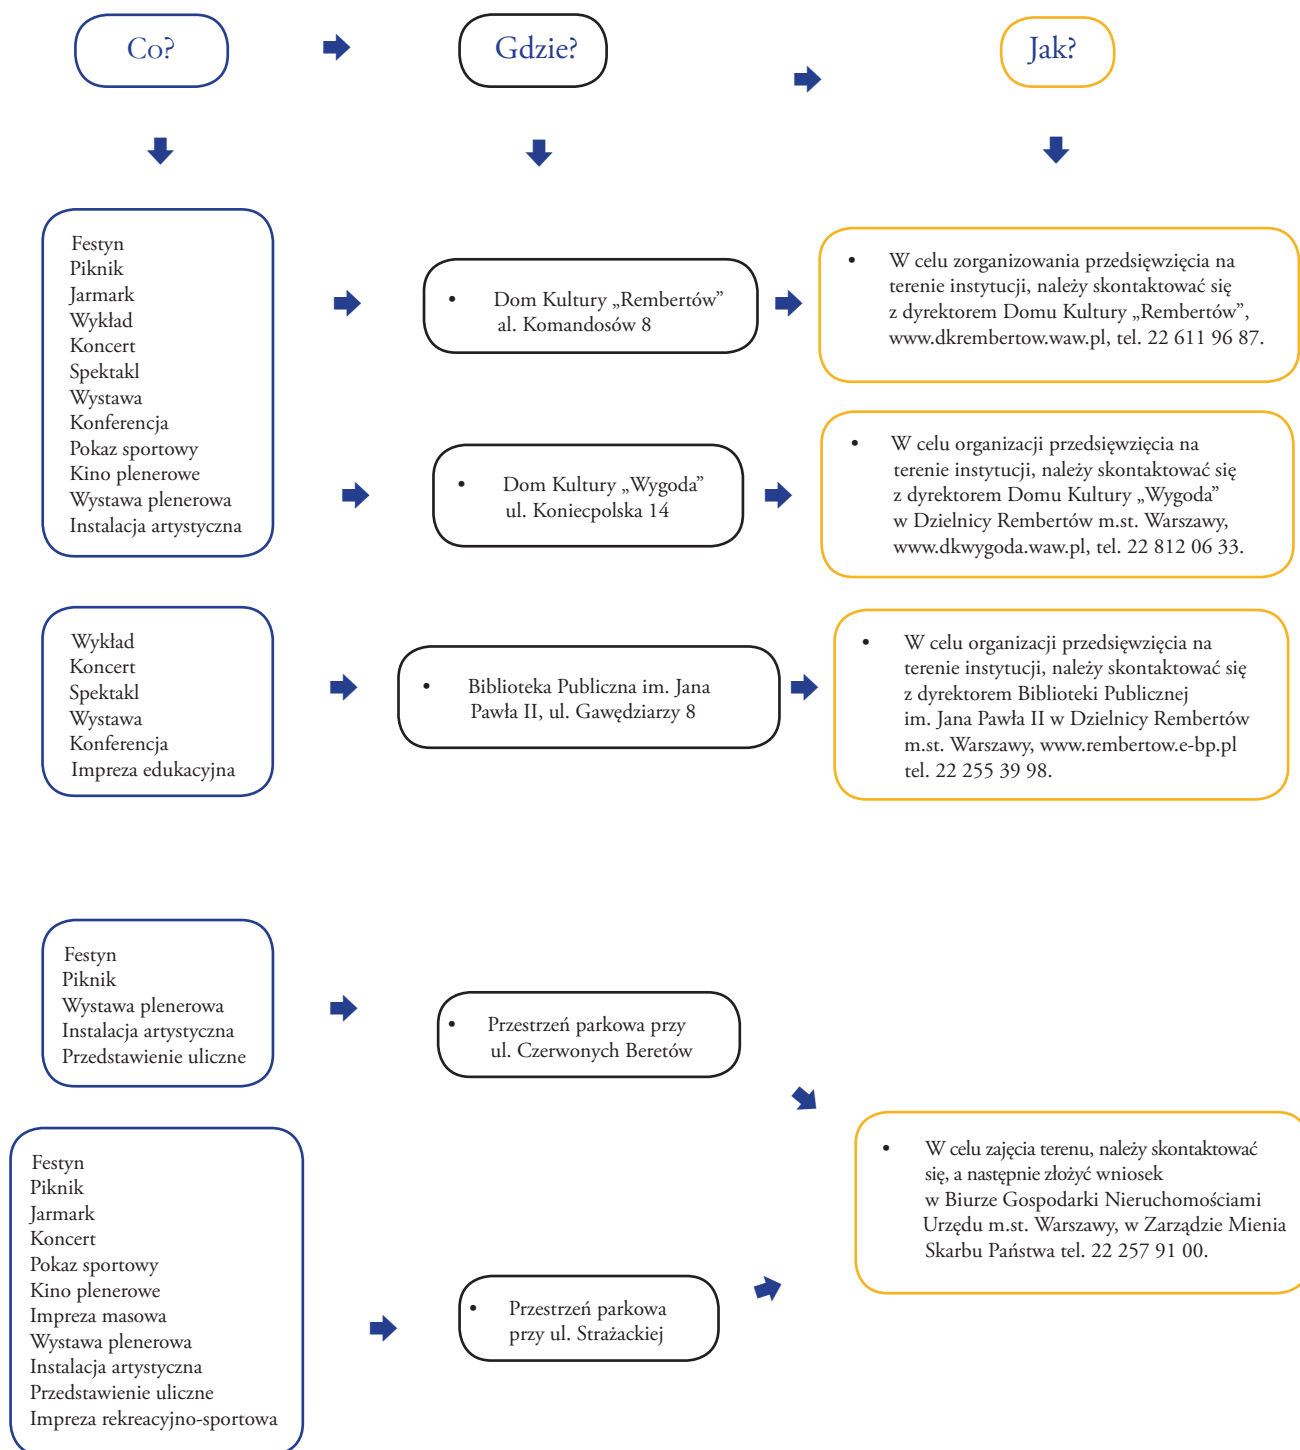 Co?
Gdzie?
Jak?
Festyn
Piknik
Jarmark
Wykład
Koncert
Spektakl
Wystawa
Konferencja
Pokaz sportowy
Kino plenerowe
Wystawa plenerowa
Instalacja artystyczna
• Dom Kultury „Rembertów”
al. Komandosów 8
• W celu zorganizowania przedsięwzięcia na
terenie instytucji, należy skontaktować się
z dyrektorem Domu Kultury „Rembertów”,
www.dkrembertow.waw.pl, tel. 22 611 96 87.
• Dom Kultury „Wygoda”
ul. Koniecpolska 14
• W celu organizacji przedsięwzięcia na
terenie instytucji, należy skontaktować się
z dyrektorem Domu Kultury „Wygoda”
w Dzielnicy Rembertów m.st. Warszawy,
www.dkwygoda.waw.pl, tel. 22 812 06 33.
Wykład
Koncert
Spektakl
Wystawa
Konferencja
Impreza edukacyjna
• Biblioteka Publiczna im. Jana
Pawła II, ul. Gawędziarzy 8
• W celu organizacji przedsięwzięcia na
terenie instytucji, należy skontaktować się
z dyrektorem Biblioteki Publicznej
im. Jana Pawła II w Dzielnicy Rembertów
m.st. Warszawy, www.rembertow.e-bp.pl
tel. 22 255 39 98.
Festyn
Piknik
Wystawa plenerowa
Instalacja artystyczna
Przedstawienie uliczne
• Przestrzeń parkowa przy
ul. Czerwonych Beretów
Festyn
Piknik
Jarmark
Koncert
Pokaz sportowy
Kino plenerowe
Impreza masowa
Wystawa plenerowa
Instalacja artystyczna
Przedstawienie uliczne
Impreza rekreacyjno-sportowa
• Przestrzeń parkowa
przy ul. Strażackiej
• W celu zajęcia terenu, należy skontaktować
się, a następnie złożyć wniosek
w Biurze Gospodarki Nieruchomościami
Urzędu m.st. Warszawy, w Zarządzie Mienia
Skarbu Państwa tel. 22 257 91 00.